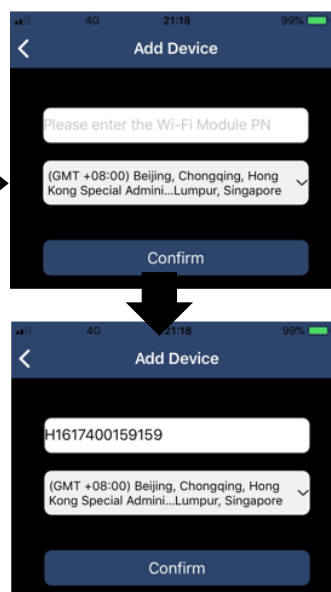 4G 21:18 99%
Add Device
Please enter the Wi-Fi Module PN
(GMT +08:00) Beijing, Chongqing, Hong
Kong Special Admini...Lumpur, Singapore
Confirm
4G 21:18 99%
Add Device
H1617400159159
(GMT +08:00) Beijing, Chongqing, Hong
Kong Special Admini...Lumpur, Singapore
Confirm